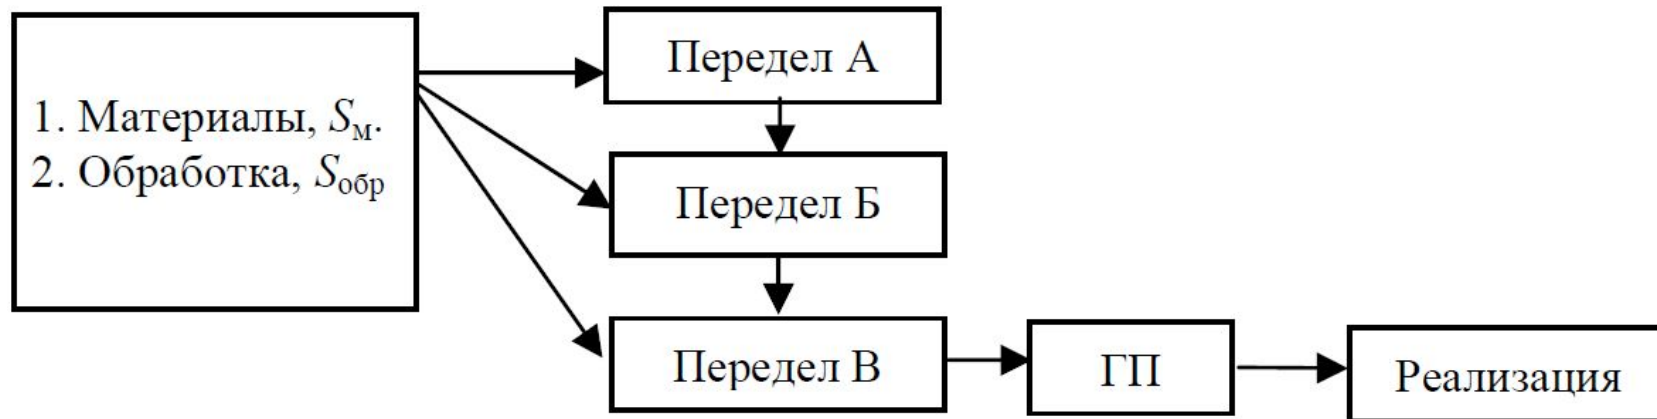 1. Материалы, Sм.
2. Обработка, Sобр
Передел А
Передел Б
Передел В
ГП
Реализация